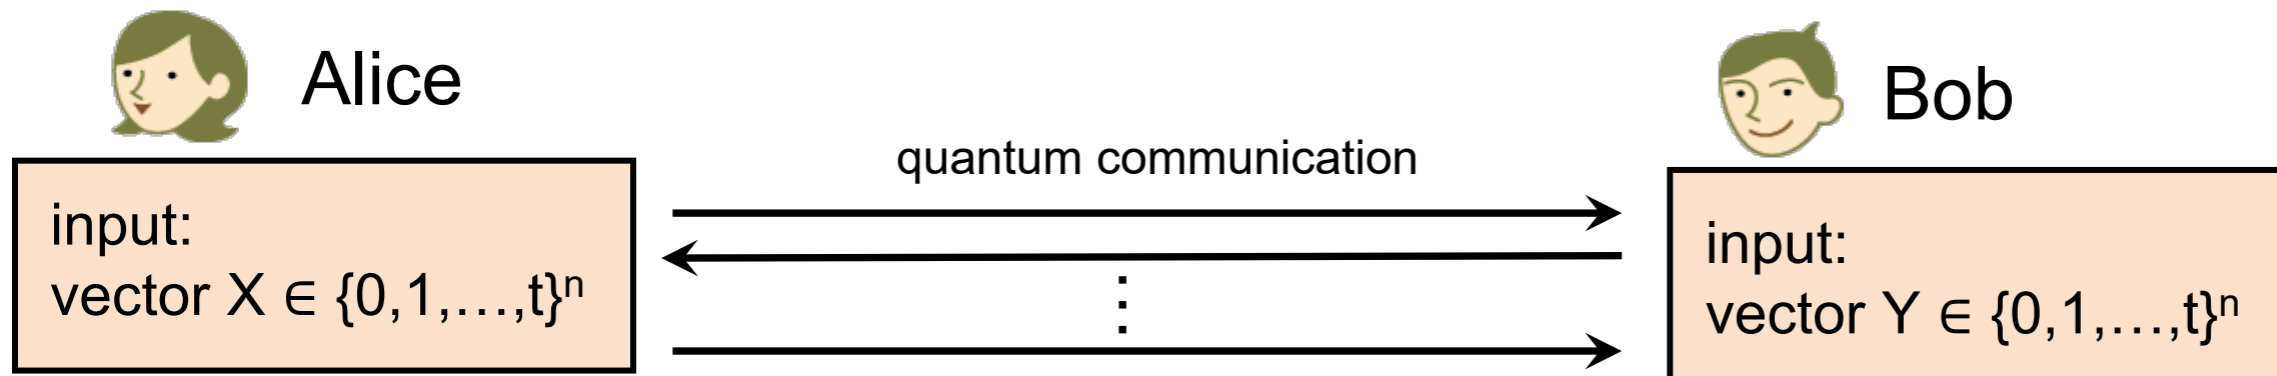 Alice
Bob
quantum communication
input:
vector X ∈ {0,1,…,t}ⁿ
input:
vector Y ∈ {0,1,…,t}ⁿ